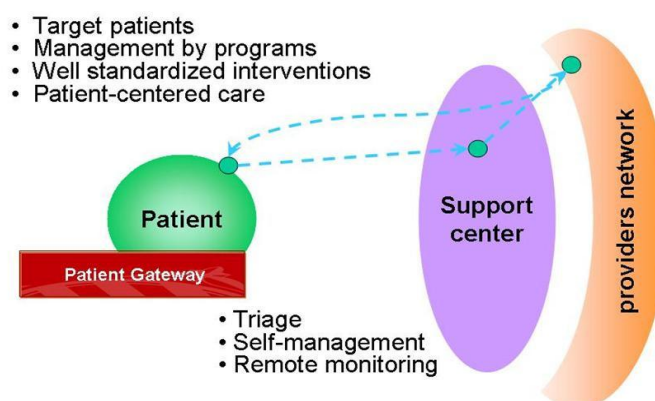 • Target patients
• Management by programs
• Well standardized interventions
• Patient-centered care
Patient
Patient Gateway
Support
center
providers network
• Triage
• Self-management
• Remote monitoring